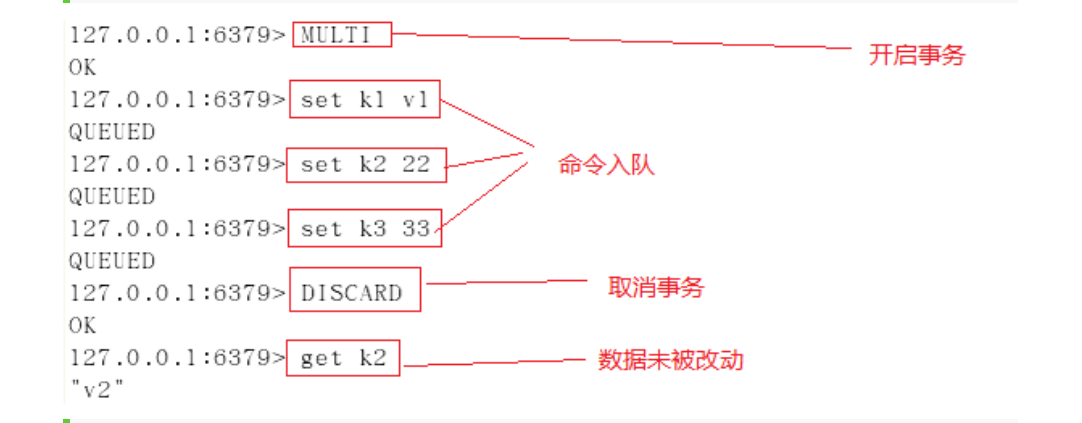 127.0.0.1:6379> MULTI 开启事务
OK
127.0.0.1:6379> set k1 v1
QUEUED
127.0.0.1:6379> set k2 22 命令入队
QUEUED
127.0.0.1:6379> set k3 33
QUEUED
127.0.0.1:6379> DISCARD 取消事务
OK
127.0.0.1:6379> get k2 数据未被改动
"v2"